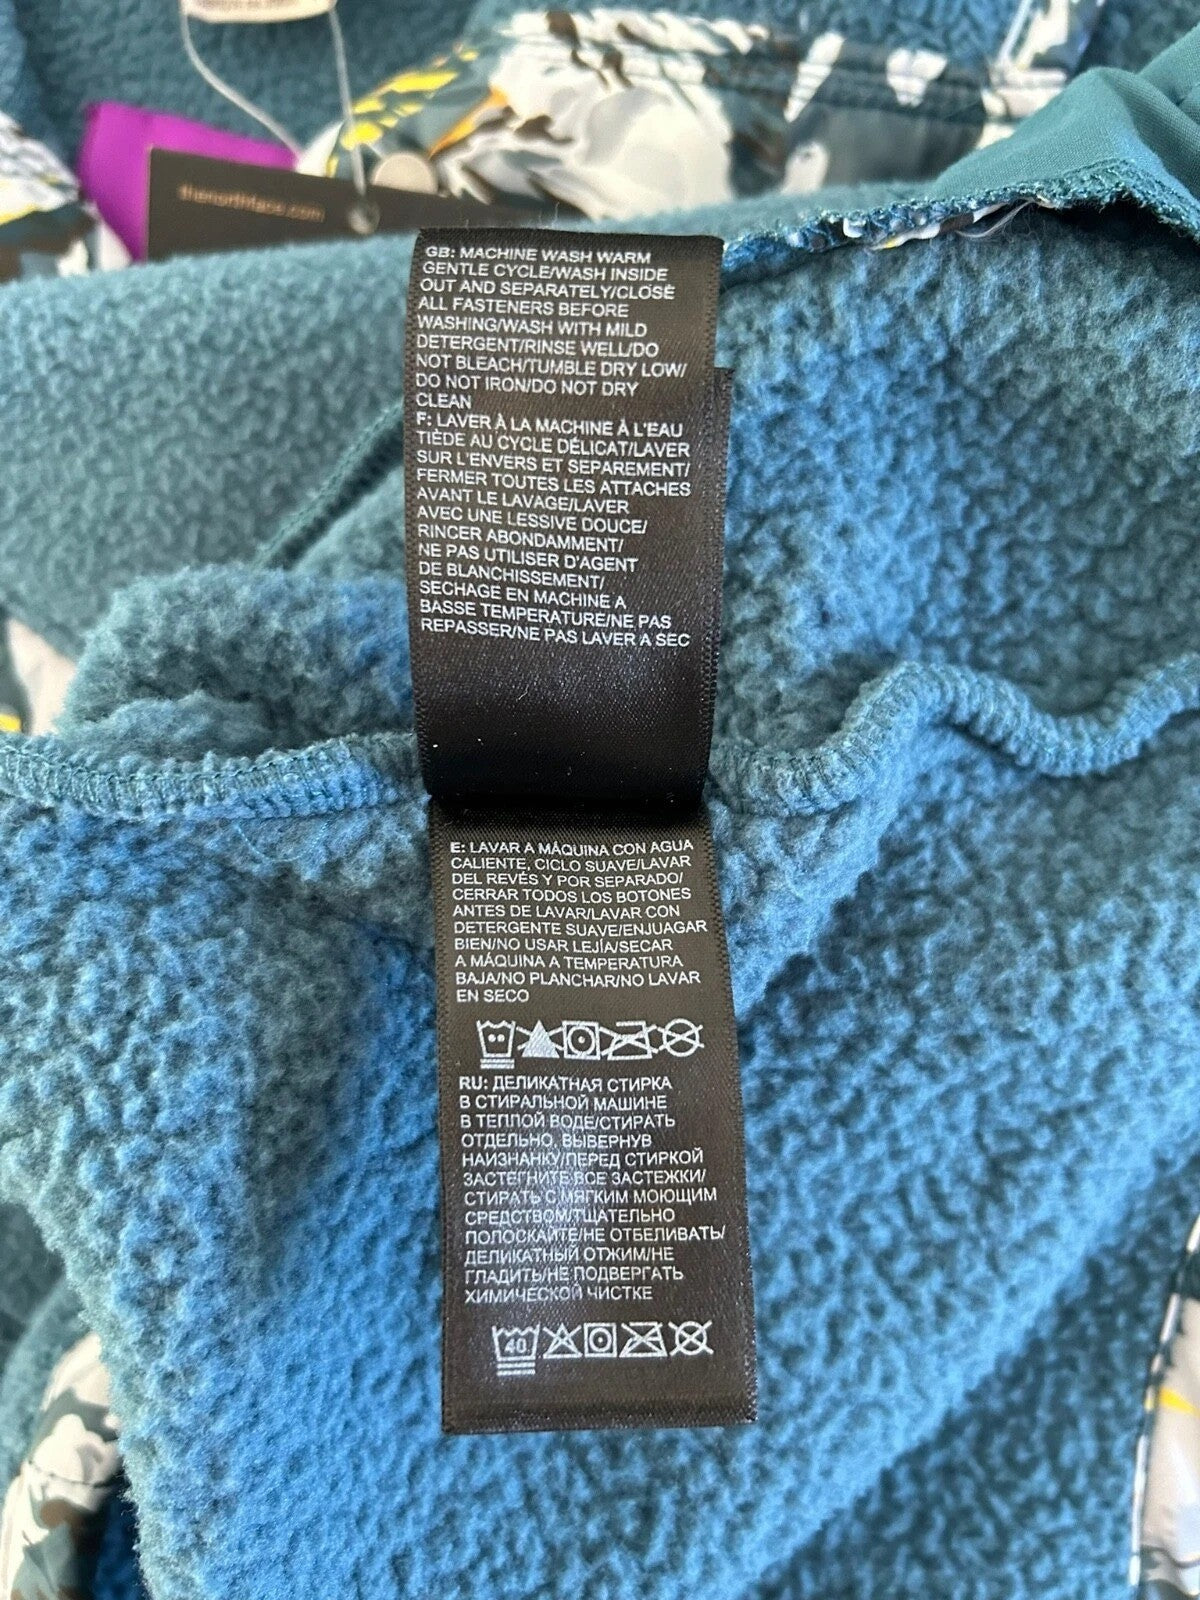 thenorthface.com
GB: MACHINE WASH WARM
GENTLE CYCLE/WASH INSIDE
OUT AND SEPARATELY/CLOSE
ALL FASTENERS BEFORE
WASHING/WASH WITH MILD
DETERGENT/RINSE WELL/DO
NOT BLEACH/TUMBLE DRY LOW/
DO NOT IRON/DO NOT DRY
CLEAN
F: LAVER À LA MACHINE À L'EAU
TIÈDE AU CYCLE DÉLICAT/LAVER
SUR L'ENVERS ET SEPAREMENT/
FERMER TOUTES LES ATTACHES
AVANT LE LAVAGE/LAVER
AVEC UNE LESSIVE DOUCE/
RINCER ABONDAMMENT/
NE PAS UTILISER D'AGENT
DE BLANCHISSEMENT/
SECHAGE EN MACHINE A
BASSE TEMPERATURE/NE PAS
REPASSER/NE PAS LAVER A SEC
E: LAVAR A MÁQUINA CON AGUA
CALIENTE, CICLO SUAVE/LAVAR
DEL REVÉS Y POR SEPARADO/
CERRAR TODOS LOS BOTONES
ANTES DE LAVAR/LAVAR CON
DETERGENTE SUAVE/ENJUAGAR
BIEN/NO USAR LEJÍA/SECAR
A MÁQUINA A TEMPERATURA
BAJA/NO PLANCHAR/NO LAVAR
EN SECO
RU: ДЕЛИКАТНАЯ СТИРКА
В СТИРАЛЬНОЙ МАШИНЕ
В ТЕПЛОЙ ВОДЕ/СТИРАТЬ
ОТДЕЛЬНО, ВЫВЕРНУВ
НАИЗНАНКУ/ПЕРЕД СТИРКОЙ
ЗАСТЕГНИТЕ ВСЕ ЗАСТЕЖКИ/
СТИРАТЬ С МЯГКИМ МОЮЩИМ
СРЕДСТВОМ/ТЩАТЕЛЬНО
ПОЛОСКАЙТЕ/НЕ ОТБЕЛИВАТЬ/
ДЕЛИКАТНЫЙ ОТЖИМ/НЕ
ГЛАДИТЬ/НЕ ПОДВЕРГАТЬ
ХИМИЧЕСКОЙ ЧИСТКЕ
40